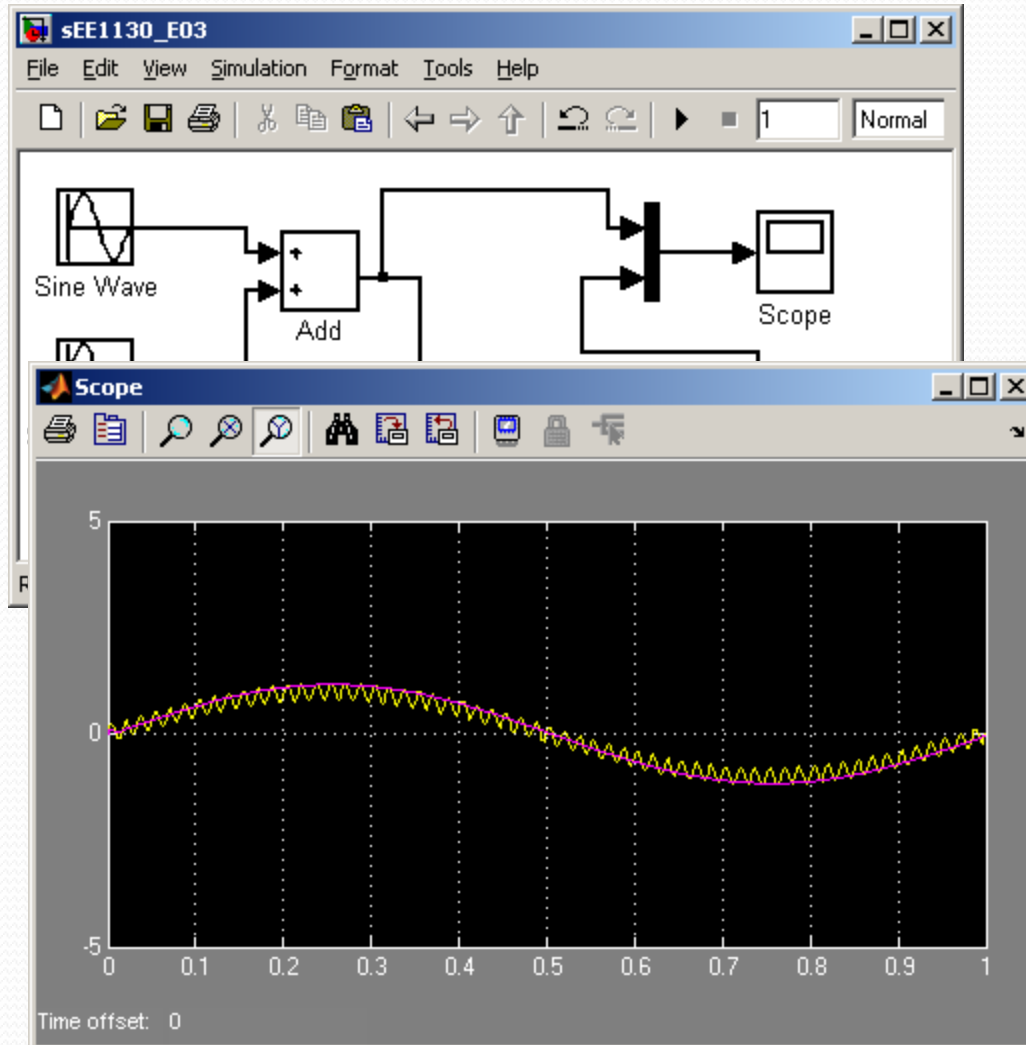 sEE1130_E03
File Edit View Simulation Format Tools Help
1 Normal
Sine Wave
Add
Scope
Scope
5
0
-5
0 0.1 0.2 0.3 0.4 0.5 0.6 0.7 0.8 0.9 1
Time offset: 0